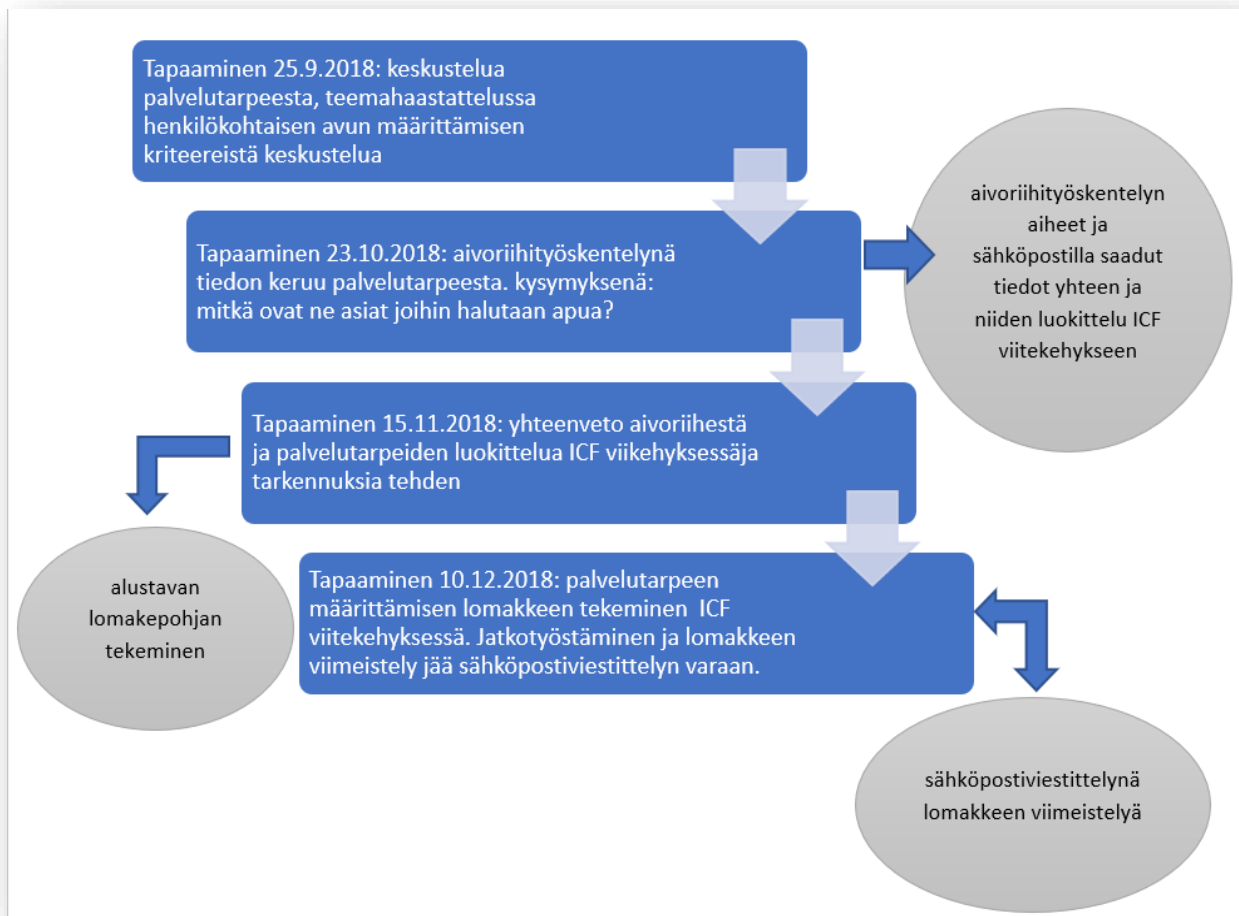 Tapaaminen 25.9.2018: keskustelua
palvelutarpeesta, teemahaastattelussa
henkilökohtaisen avun määrittämisen
kriteereistä keskustelua
aivoriihityöskentelyn
aiheet ja
sähköpostilla saadut
tiedot yhteen ja
niiden luokittelu ICF
viitekehykseen
Tapaaminen 23.10.2018: aivoriihityöskentelynä
tiedon keruu palvelutarpeesta. kysymyksenä:
mitkä ovat ne asiat joihin halutaan apua?
Tapaaminen 15.11.2018: yhteenveto aivoriihestä
ja palvelutarpeiden luokittelua ICF viikehyksessäja
tarkennuksia tehden
alustavan
lomakepohjan
tekeminen
Tapaaminen 10.12.2018: palvelutarpeen
määrittämisen lomakkeen tekeminen  ICF
viitekehyksessä. Jatkotyöstäminen ja lomakkeen
viimeistely jää sähköpostiviestittelyn varaan.
sähköpostiviestittelynä
lomakkeen viimeistelyä